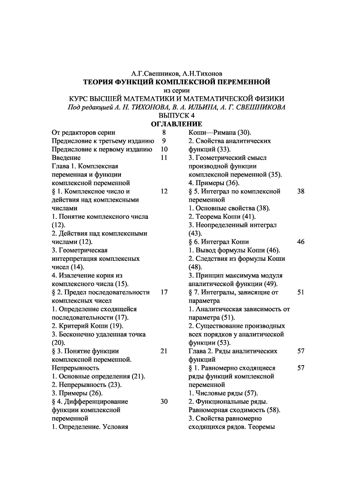 А.Г.Свешников, А.Н.Тихонов
ТЕОРИЯ ФУНКЦИЙ КОМПЛЕКСНОЙ ПЕРЕМЕННОЙ
из серии
КУРС ВЫСШЕЙ МАТЕМАТИКИ И МАТЕМАТИЧЕСКОЙ ФИЗИКИ
Под редакцией А. Н. ТИХОНОВА, В. А. ИЛЬИНА, А. Г. СВЕШНИКОВА
ВЫПУСК 4
ОГЛАВЛЕНИЕ
От редакторов серии 8
Предисловие к третьему изданию 9
Предисловие к первому изданию 10
Введение 11
Глава 1. Комплексная
переменная и функции
комплексной переменной
§ 1. Комплексное число и 12
действия над комплексными
числами
1. Понятие комплексного числа
(12).
2. Действия над комплексными
числами (12).
3. Геометрическая
интерпретация комплексных
чисел (14).
4. Извлечение корня из
комплексного числа (15).
§ 2. Предел последовательности 17
комплексных чисел
1. Определение сходящейся
последовательности (17).
2. Критерий Коши (19).
3. Бесконечно удаленная точка
(20).
§ 3. Понятие функции 21
комплексной переменной.
Непрерывность
1. Основные определения (21).
2. Непрерывность (23).
3. Примеры (26).
§ 4. Дифференцирование 30
функции комплексной
переменной
1. Определение. Условия
Коши—Римана (30).
2. Свойства аналитических
функций (33).
3. Геометрический смысл
производной функции
комплексной переменной (35).
4. Примеры (36).
§ 5. Интеграл по комплексной 38
переменной
1. Основные свойства (38).
2. Теорема Коши (41).
3. Неопределенный интеграл
(43).
§ 6. Интеграл Коши 46
1. Вывод формулы Коши (46).
2. Следствия из формулы Коши
(48).
3. Принцип максимума модуля
аналитической функции (49).
§ 7. Интегралы, зависящие от 51
параметра
1. Аналитическая зависимость от
параметра (51).
2. Существование производных
всех порядков у аналитической
функции (53).
Глава 2. Ряды аналитических 57
функций
§ 1. Равномерно сходящиеся 57
ряды функций комплексной
переменной
1. Числовые ряды (57).
2. Функциональные ряды.
Равномерная сходимость (58).
3. Свойства равномерно
сходящихся рядов. Теоремы